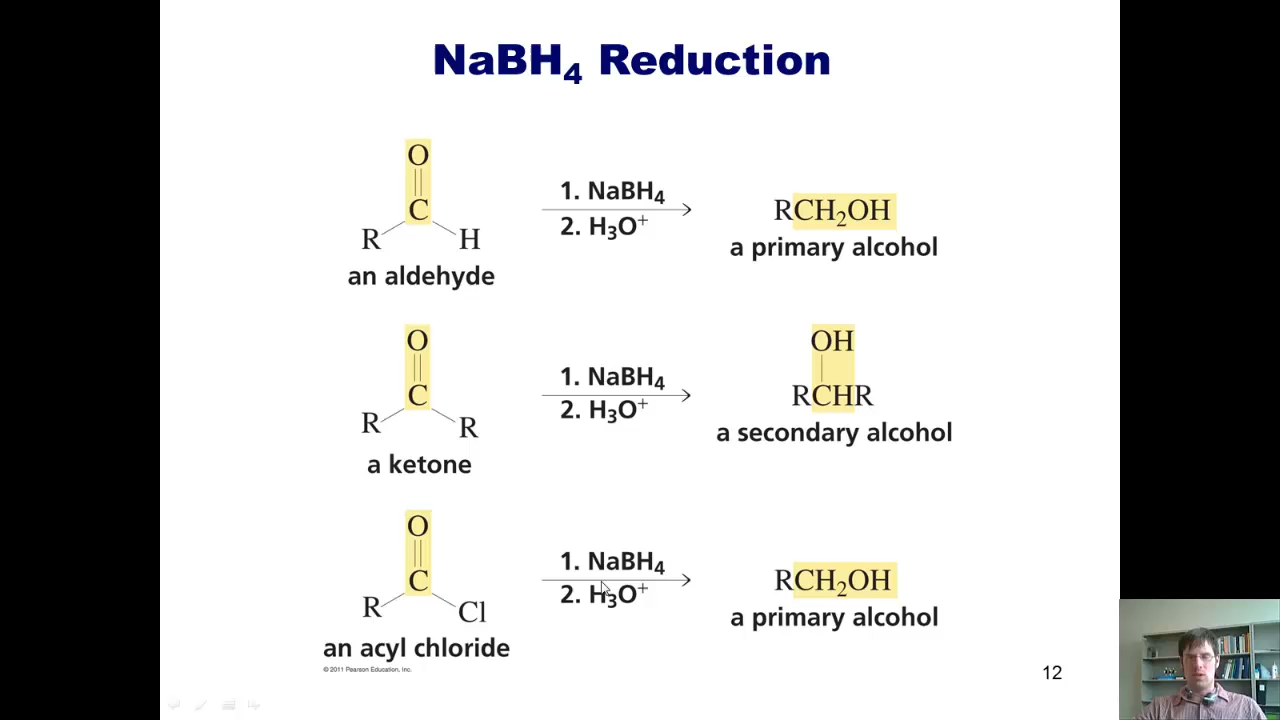 NaBH₄ Reduction
O
C
R
H
an aldehyde
1. NaBH₄
2. H₃O⁺
RCH₂OH
a primary alcohol
O
C
R
R
a ketone
1. NaBH₄
2. H₃O⁺
OH
RCHR
a secondary alcohol
O
C
R
Cl
an acyl chloride
1. NaBH₄
2. H₃O⁺
RCH₂OH
a primary alcohol
© 2011 Pearson Education, Inc.
12